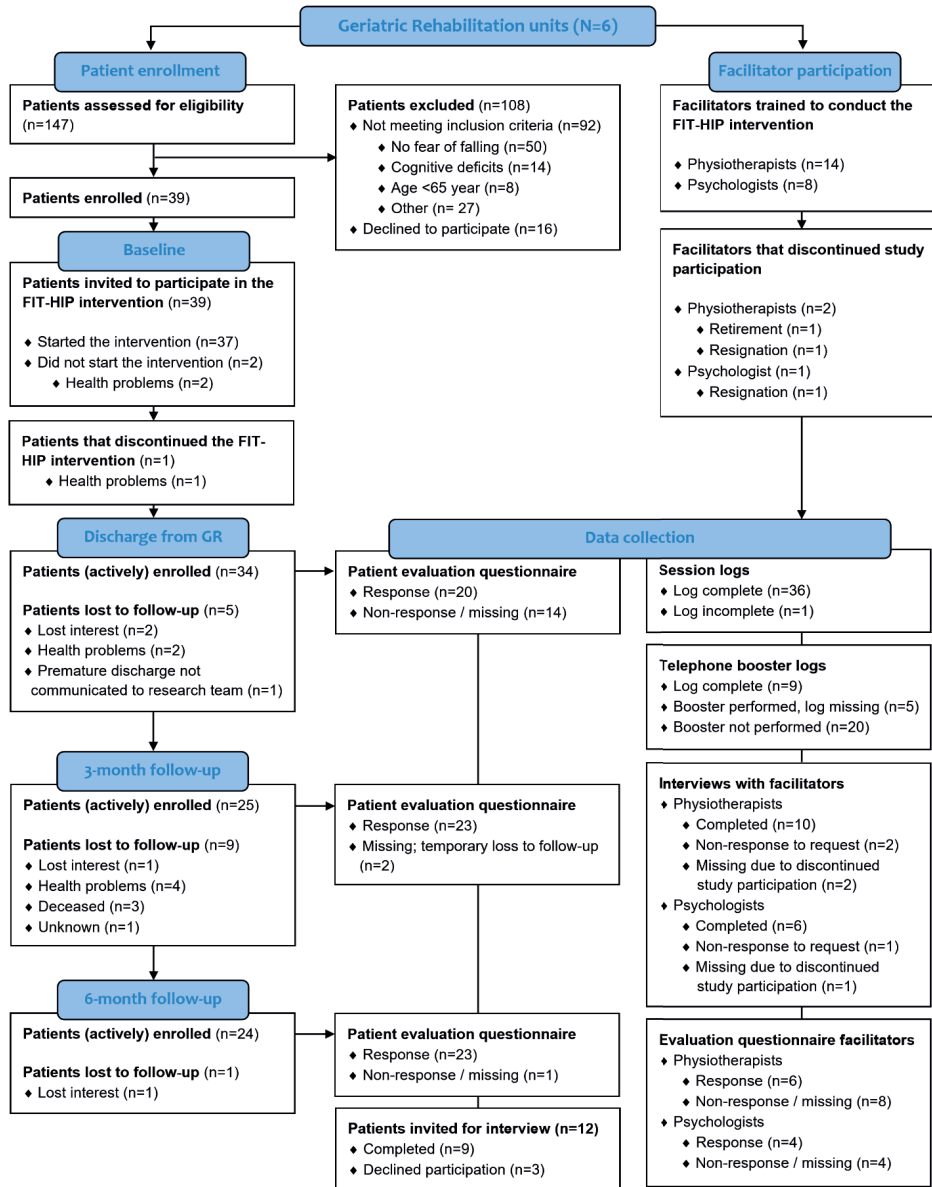 Geriatric Rehabilitation units (N=6)
Patient enrollment
Patients assessed for eligibility
(n=147)
Patients excluded (n=108)
♦ Not meeting inclusion criteria (n=92)
♦ No fear of falling (n=50)
♦ Cognitive deficits (n=14)
♦ Age <65 year (n=8)
♦ Other (n= 27)
♦ Declined to participate (n=16)
Patients enrolled (n=39)
Baseline
Patients invited to participate in the
FIT-HIP intervention (n=39)
♦ Started the intervention (n=37)
♦ Did not start the intervention (n=2)
♦ Health problems (n=2)
Patients that discontinued the FIT-
HIP intervention (n=1)
♦ Health problems (n=1)
Facilitator participation
Facilitators trained to conduct the
FIT-HIP intervention
♦ Physiotherapists (n=14)
♦ Psychologists (n=8)
Facilitators that discontinued study
participation
♦ Physiotherapists (n=2)
♦ Retirement (n=1)
♦ Resignation (n=1)
♦ Psychologist (n=1)
♦ Resignation (n=1)
Discharge from GR
Patients (actively) enrolled (n=34)
Patients lost to follow-up (n=5)
♦ Lost interest (n=2)
♦ Health problems (n=2)
♦ Premature discharge not
communicated to research team (n=1)
3-month follow-up
Patients (actively) enrolled (n=25)
Patients lost to follow-up (n=9)
♦ Lost interest (n=1)
♦ Health problems (n=4)
♦ Deceased (n=3)
♦ Unknown (n=1)
6-month follow-up
Patients (actively) enrolled (n=24)
Patients lost to follow-up (n=1)
♦ Lost interest (n=1)
Data collection
Patient evaluation questionnaire
♦ Response (n=20)
♦ Non-response / missing (n=14)
Patient evaluation questionnaire
♦ Response (n=23)
♦ Missing; temporary loss to follow-up
(n=2)
Patient evaluation questionnaire
♦ Response (n=23)
♦ Non-response / missing (n=1)
Patients invited for interview (n=12)
♦ Completed (n=9)
♦ Declined participation (n=3)
Session logs
♦ Log complete (n=36)
♦ Log incomplete (n=1)
Telephone booster logs
♦ Log complete (n=9)
♦ Booster performed, log missing (n=5)
♦ Booster not performed (n=20)
Interviews with facilitators
♦ Physiotherapists
♦ Completed (n=10)
♦ Non-response to request (n=2)
♦ Missing due to discontinued
study participation (n=2)
♦ Psychologists
♦ Completed (n=6)
♦ Non-response to request (n=1)
♦ Missing due to discontinued
study participation (n=1)
Evaluation questionnaire facilitators
♦ Physiotherapists
♦ Response (n=6)
♦ Non-response / missing (n=8)
♦ Psychologists
♦ Response (n=4)
♦ Non-response / missing (n=4)